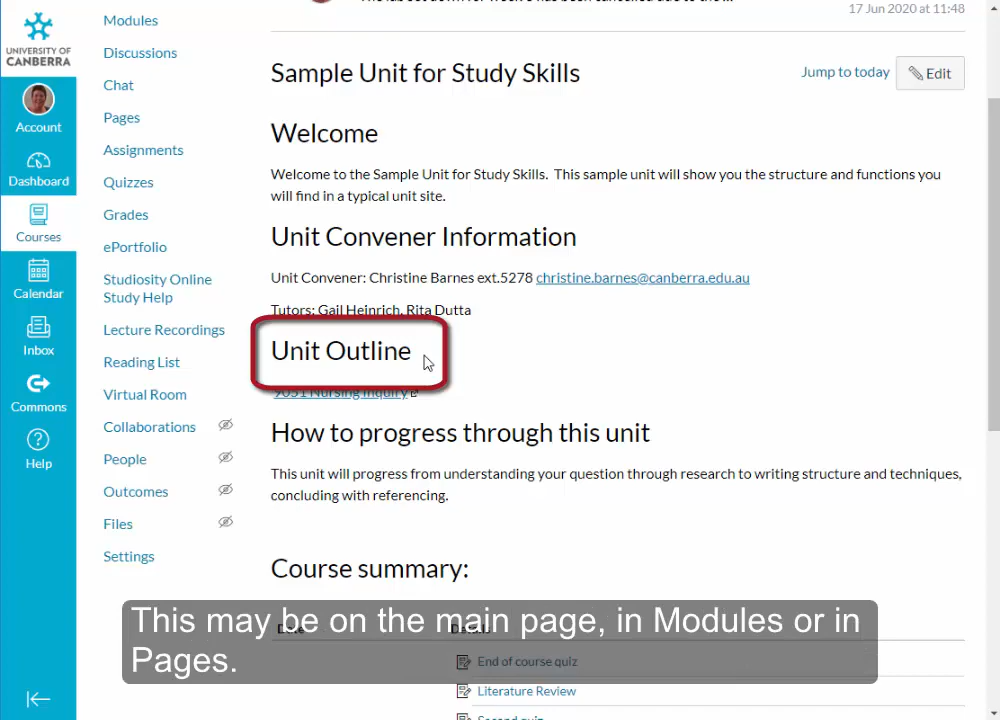 17 Jun 2020 at 11:48
UNIVERSITY OF
CANBERRA
Account
Dashboard
Courses
Calendar
Inbox
Commons
Help
Modules
Discussions
Chat
Pages
Assignments
Quizzes
Grades
ePortfolio
Studiosity Online
Study Help
Lecture Recordings
Reading List
Virtual Room
Collaborations
People
Outcomes
Files
Settings
Sample Unit for Study Skills
Jump to today
Edit
Welcome
Welcome to the Sample Unit for Study Skills. This sample unit will show you the structure and functions you
will find in a typical unit site.
Unit Convener Information
Unit Convener: Christine Barnes ext.5278 christine.barnes@canberra.edu.au
Tutors: Gail Heinrich, Rita Dutta
Unit Outline
9051 Nursing Inquiry
How to progress through this unit
This unit will progress from understanding your question through research to writing structure and techniques,
concluding with referencing.
Course summary:
Date Details
End of course quiz
Literature Review
Second quiz
This may be on the main page, in Modules or in
Pages.